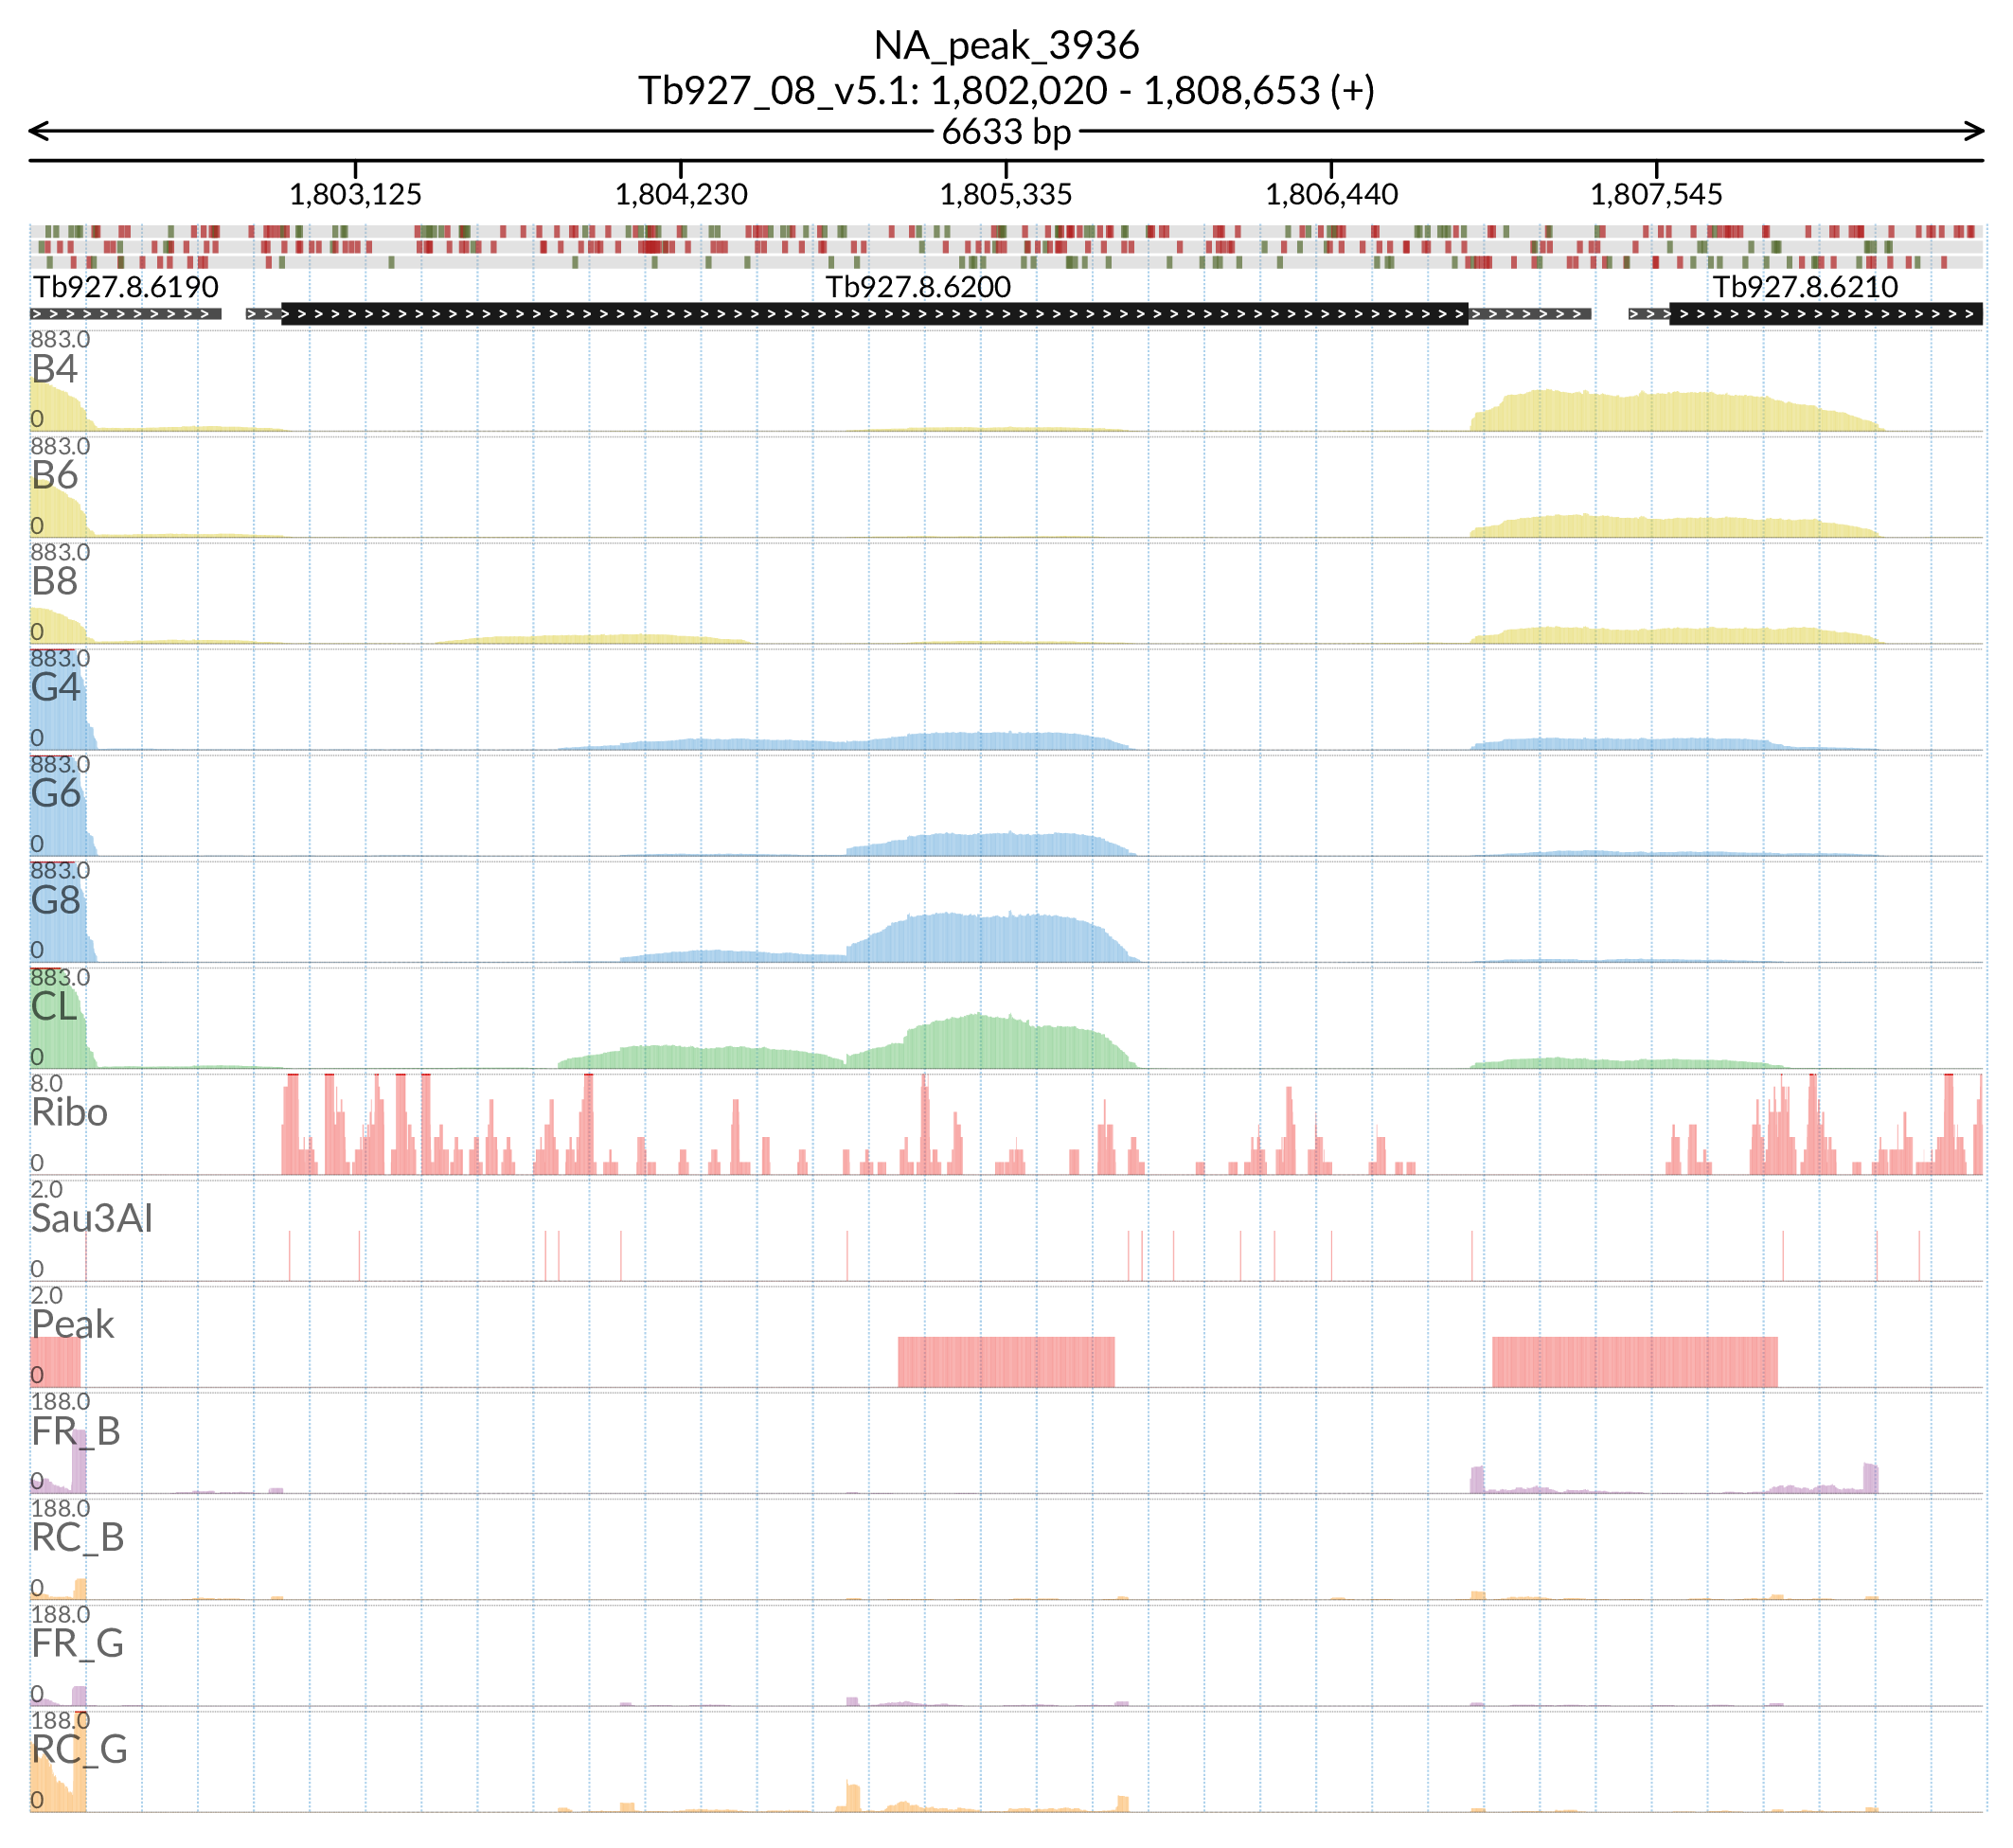 NA_peak_3936
Tb927_08_v5.1: 1,802,020 - 1,808,653 (+)
6633 bp
1,803,125 1,804,230 1,805,335 1,806,440 1,807,545
Tb927.8.6190 Tb927.8.6200 Tb927.8.6210
883.0
B4
0
883.0
B6
0
883.0
B8
0
883.0
G4
0
883.0
G6
0
883.0
G8
0
883.0
CL
0
8.0
Ribo
0
2.0
Sau3AI
0
2.0
Peak
0
188.0
FR_B
0
188.0
RC_B
0
188.0
FR_G
0
188.0
RC_G
0